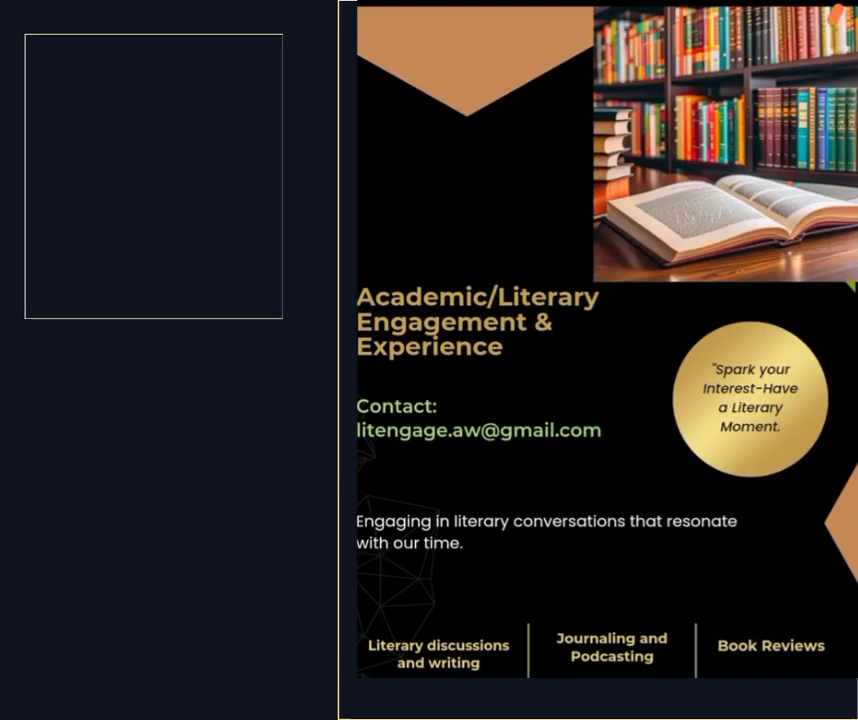 Academic/Literary
Engagement &
Experience
Contact:
litengage.aw@gmail.com
"Spark your
Interest-Have
a Literary
Moment.
Engaging in literary conversations that resonate
with our time.
Literary discussions
and writing
Journaling and
Podcasting
Book Reviews